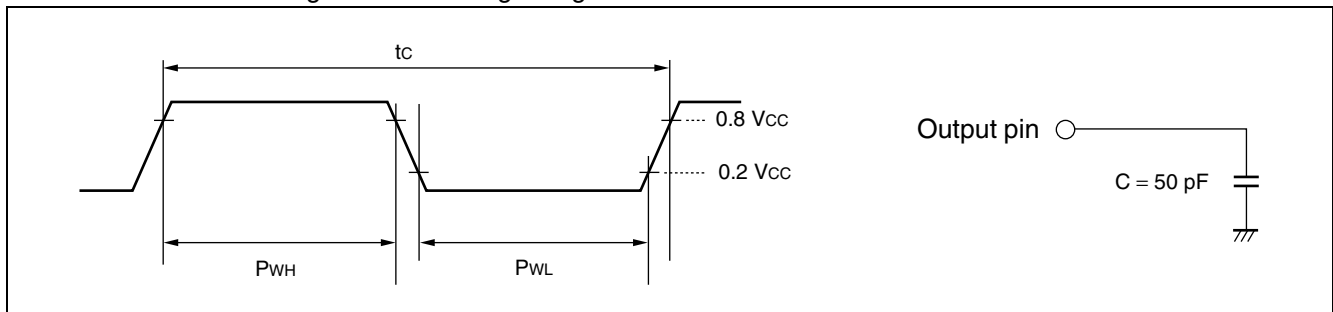 tC
0.8 VCC
0.2 VCC
PWH
PWL
Output pin
C = 50 pF